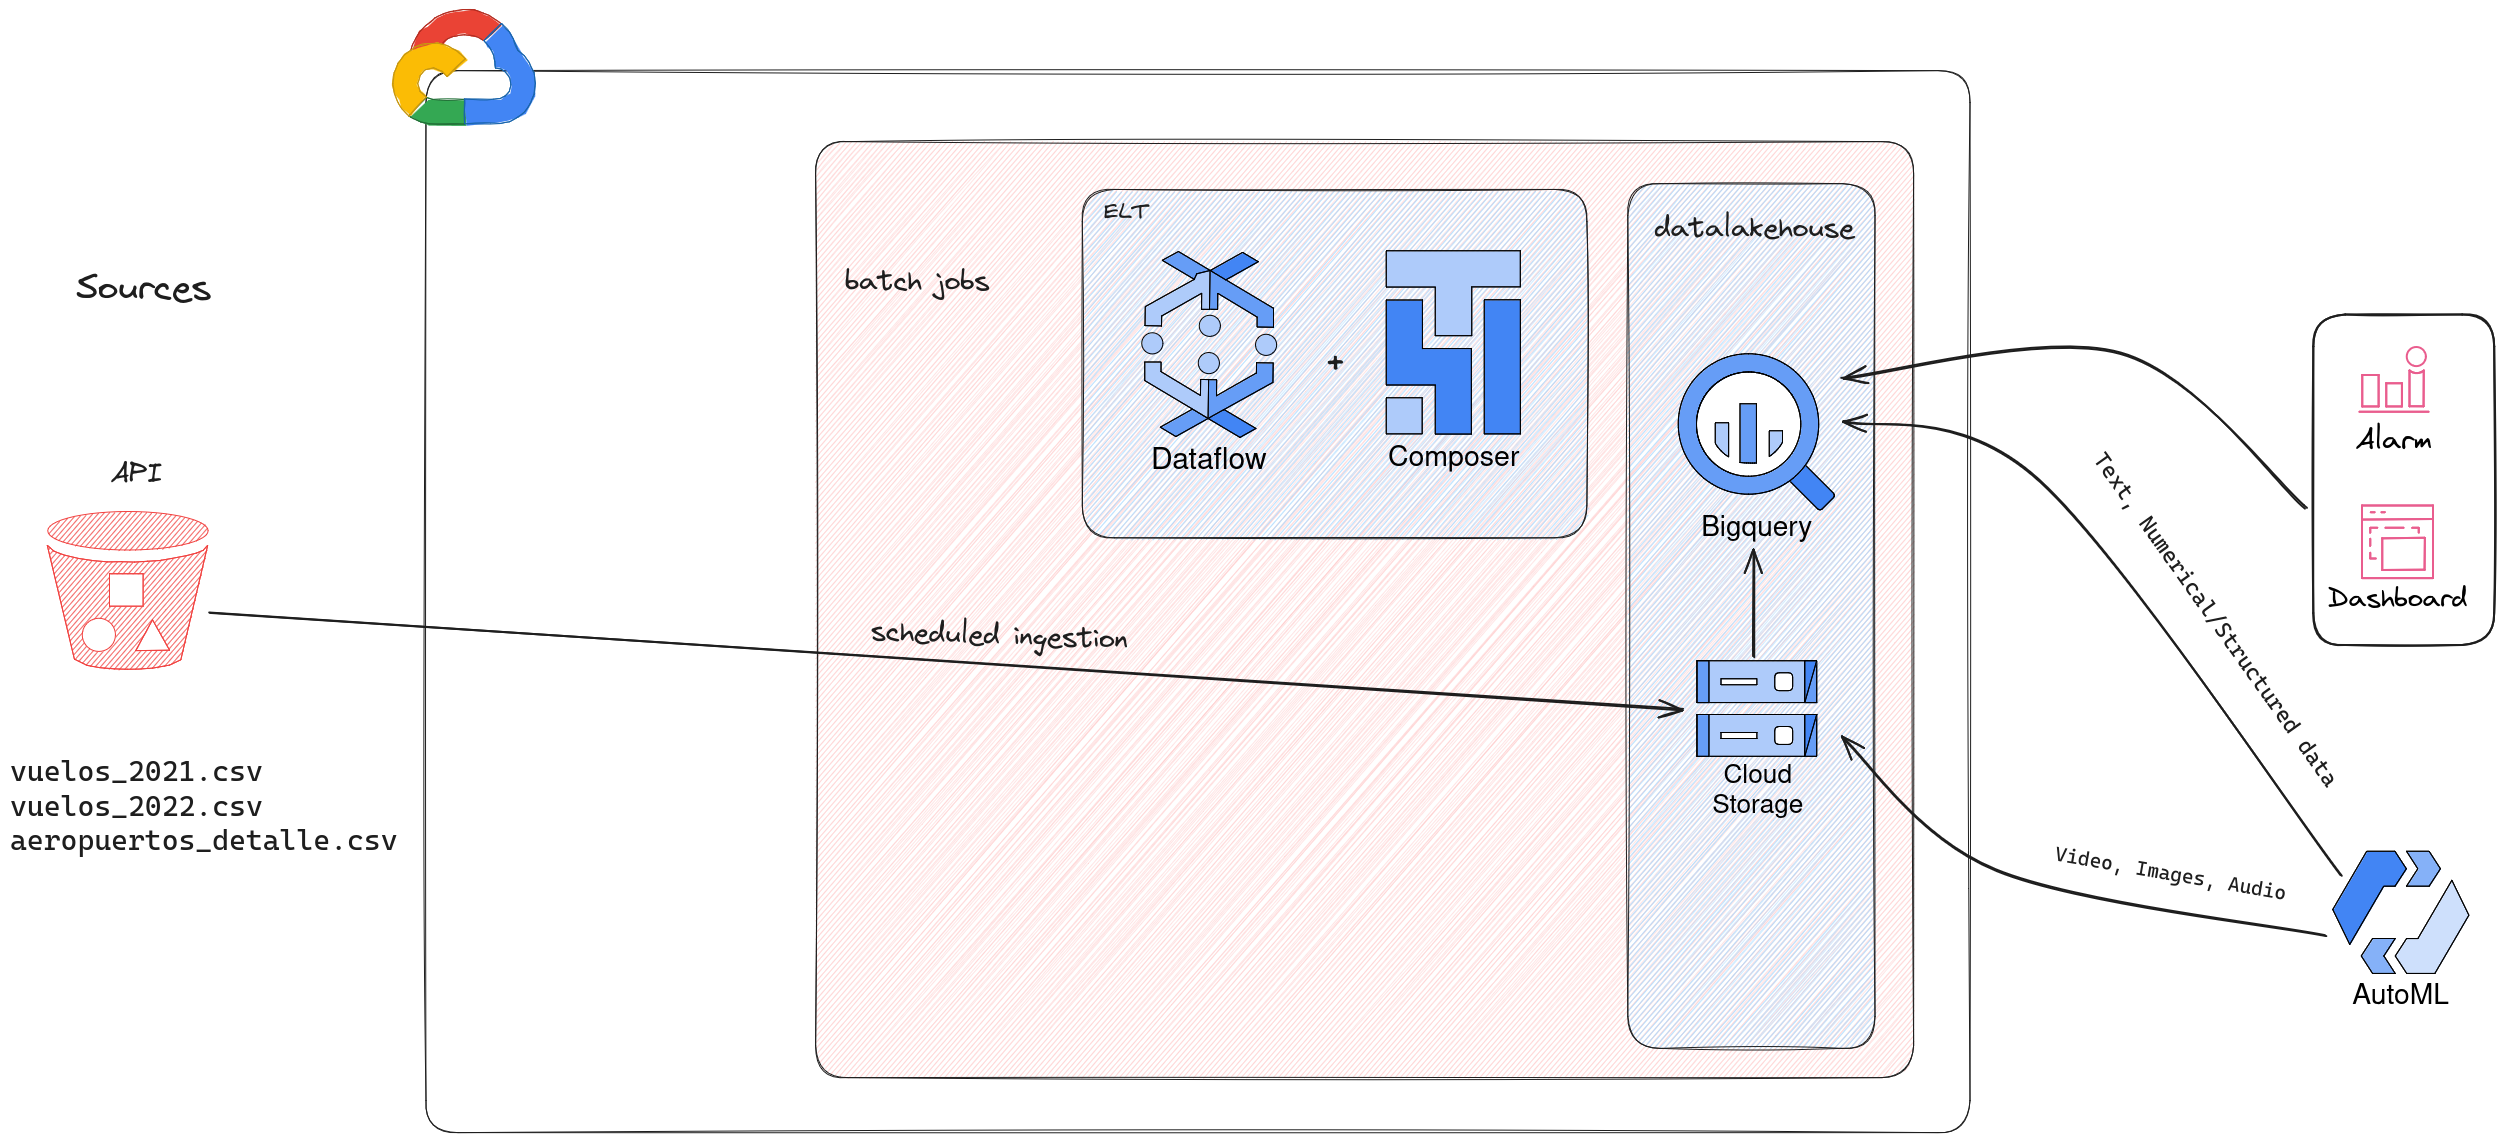 Sources
API
vuelos_2021.csv
vuelos_2022.csv
aeropuertos_detalle.csv
batch jobs
scheduled ingestion
ELT
Dataflow
+
Composer
datalakehouse
Bigquery
Cloud
Storage
Text, Numerical/Structured data
Video, Images, Audio
Alarm
Dashboard
AutoML